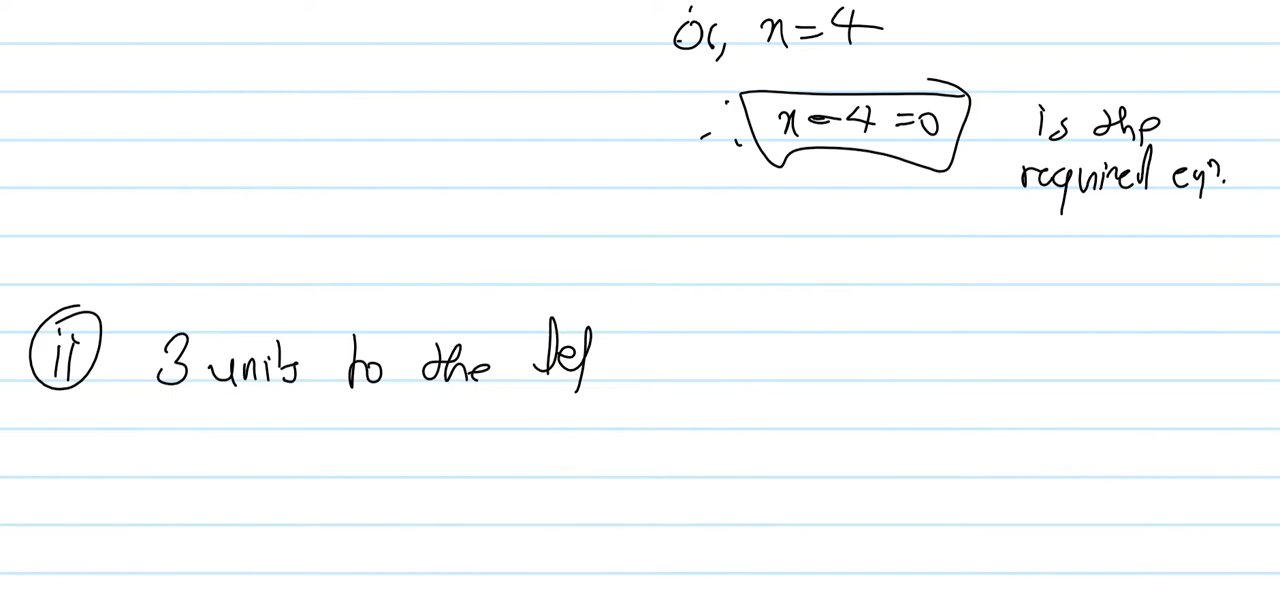 Or, x=4
∴ x-4=0 is the
required eqn.
ii 3 units to the lef